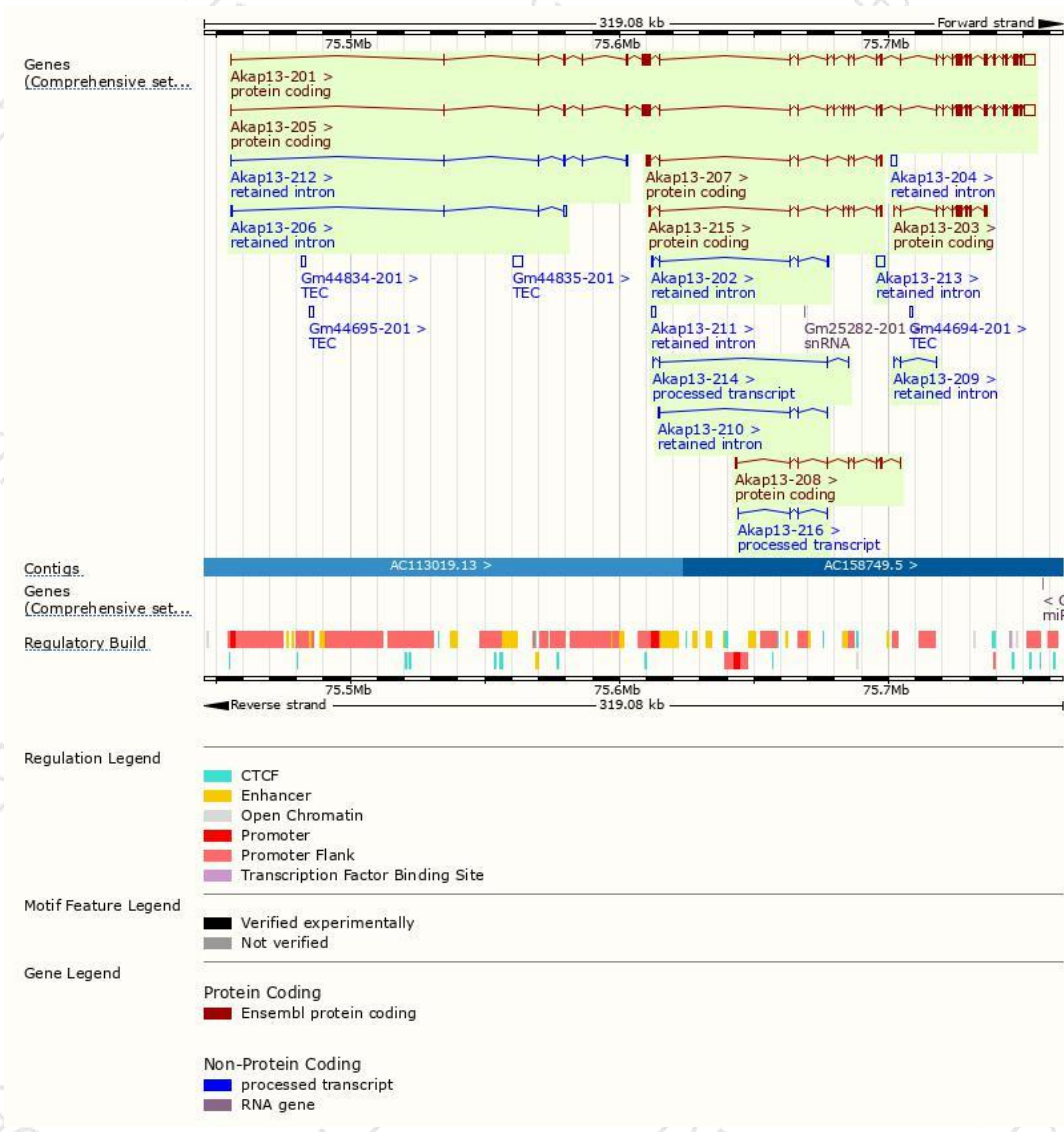 319.08 kb
Forward strand
75.5Mb 75.6Mb 75.7Mb
Genes
(Comprehensive set...
Akap13-201 >
protein coding
Akap13-205 >
protein coding
Akap13-212 > Akap13-207 > Akap13-204 >
retained intron protein coding retained intron
Akap13-206 > Akap13-215 > Akap13-203 >
retained intron protein coding protein coding
Gm44834-201 > Gm44835-201 > Akap13-202 > Akap13-213 >
TEC TEC retained intron retained intron
Gm44695-201 > Akap13-211 > Gm25282-201 Gm44694-201 >
TEC retained intron snRNA TEC
Akap13-214 > Akap13-209 >
processed transcript retained intron
Akap13-210 >
retained intron
Akap13-208 >
protein coding
Akap13-216 >
processed transcript
Contigs
AC113019.13 > AC158749.5 >
Genes
(Comprehensive set...
Regulatory Build
75.5Mb 75.6Mb 75.7Mb
Reverse strand 319.08 kb
Regulation Legend
CTCF
Enhancer
Open Chromatin
Promoter
Promoter Flank
Transcription Factor Binding Site
Motif Feature Legend
Verified experimentally
Not verified
Gene Legend
Protein Coding
Ensembl protein coding
Non-Protein Coding
processed transcript
RNA gene